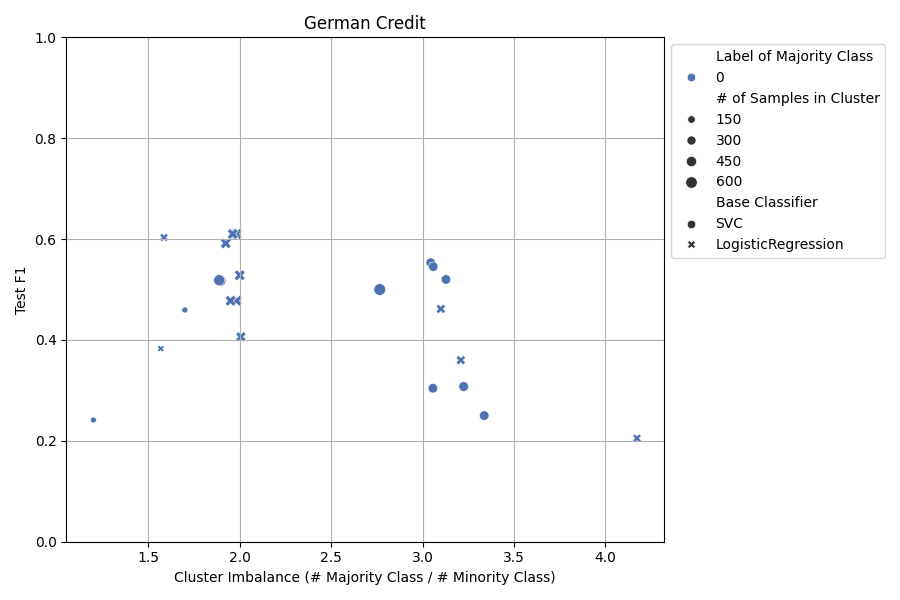 German Credit
1.0
0.8
0.6
0.4
0.2
0.0
Test F1
1.5
2.0
2.5
3.0
3.5
4.0
Cluster Imbalance (# Majority Class / # Minority Class)
Label of Majority Class
0
# of Samples in Cluster
150
300
450
600
Base Classifier
SVC
LogisticRegression